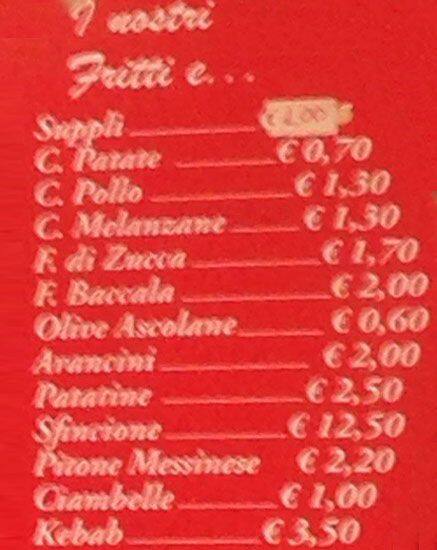 I nostri
Fritti e...
Supplì € 1,00
C. Patate € 0,70
C. Pollo € 1,30
C. Melanzane € 1,30
F. di Zucca € 1,70
F. Baccala € 2,00
Olive Ascolane € 0,60
Arancini € 2,00
Patatine € 2,50
Sfincione € 12,50
Pitone Messinese € 2,20
Ciambelle € 1,00
Kebab € 3,50